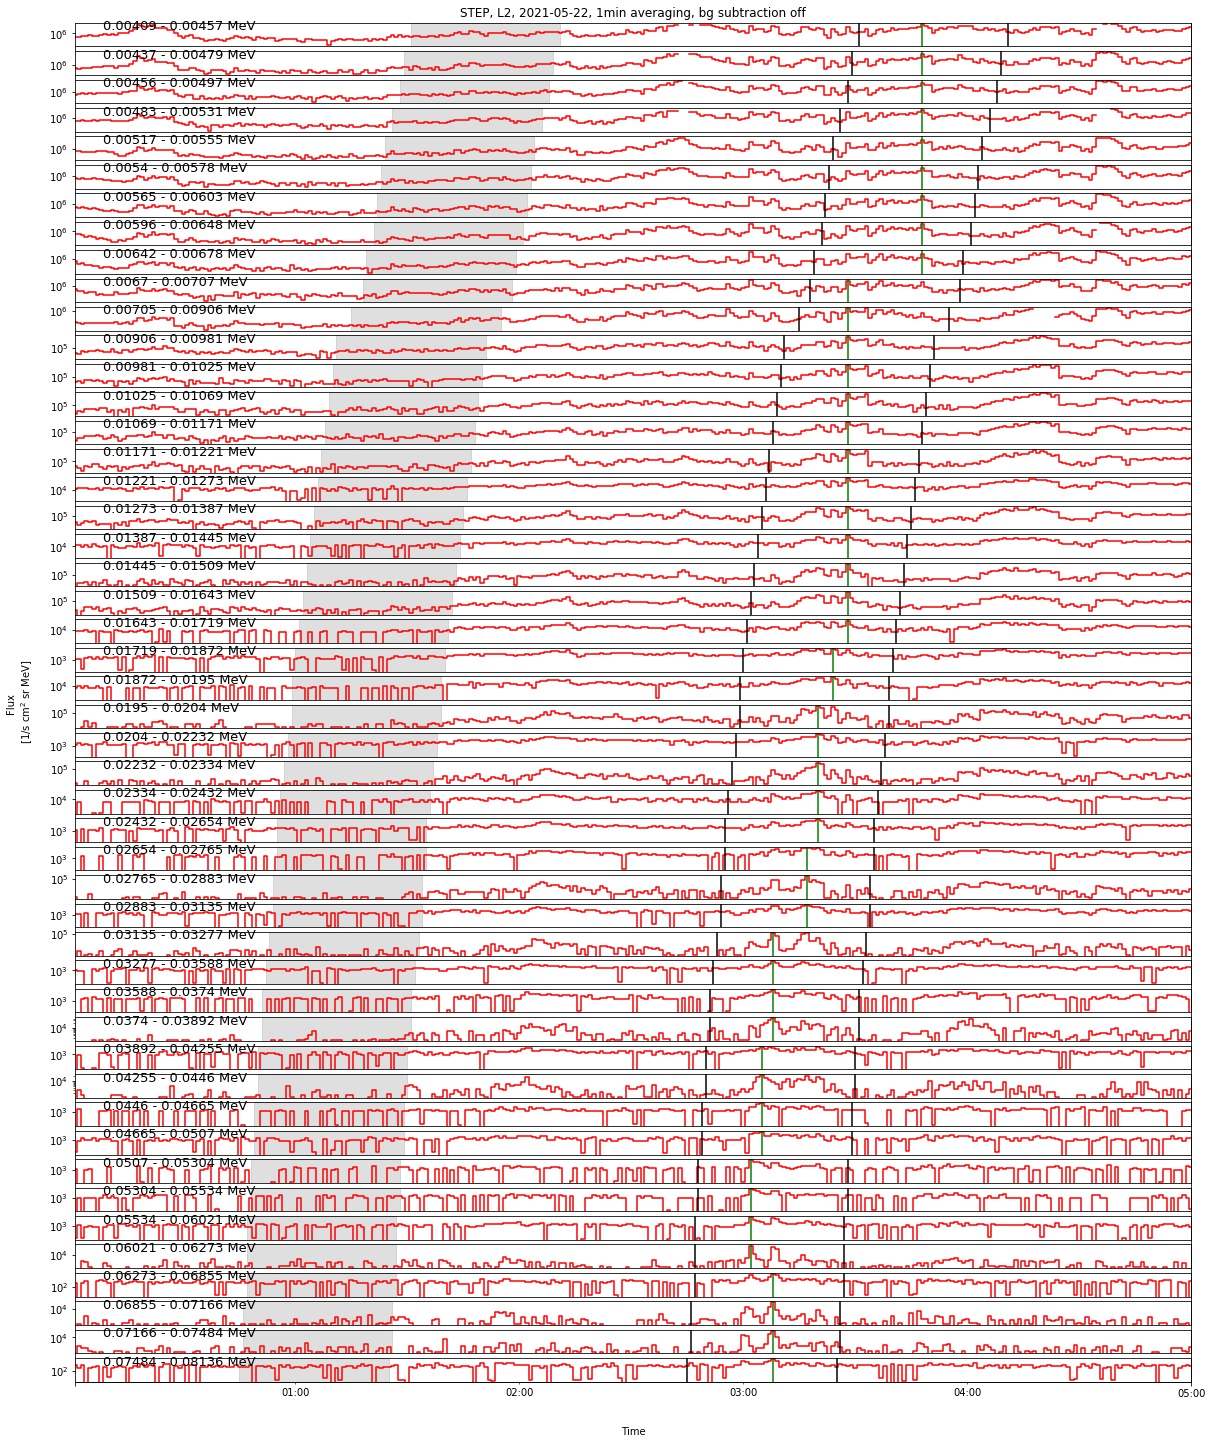 STEP, L2, 2021-05-22, 1min averaging, bg subtraction off
10⁶ 0.00409 - 0.00457 MeV
10⁶ 0.00437 - 0.00479 MeV
10⁶ 0.00456 - 0.00497 MeV
10⁶ 0.00483 - 0.00531 MeV
10⁶ 0.00517 - 0.00555 MeV
10⁶ 0.0054 - 0.00578 MeV
10⁶ 0.00565 - 0.00603 MeV
10⁶ 0.00596 - 0.00648 MeV
10⁶ 0.00642 - 0.00678 MeV
10⁶ 0.0067 - 0.00707 MeV
10⁶ 0.00705 - 0.00906 MeV
10⁵ 0.00906 - 0.00981 MeV
10⁵ 0.00981 - 0.01025 MeV
10⁵ 0.01025 - 0.01069 MeV
10⁵ 0.01069 - 0.01171 MeV
10⁵ 0.01171 - 0.01221 MeV
10⁴ 0.01221 - 0.01273 MeV
10⁵ 0.01273 - 0.01387 MeV
10⁴ 0.01387 - 0.01445 MeV
10⁵ 0.01445 - 0.01509 MeV
10⁵ 0.01509 - 0.01643 MeV
10⁴ 0.01643 - 0.01719 MeV
10³ 0.01719 - 0.01872 MeV
10⁴ 0.01872 - 0.0195 MeV
10⁵ 0.0195 - 0.0204 MeV
10³ 0.0204 - 0.02232 MeV
10⁵ 0.02232 - 0.02334 MeV
10⁴ 0.02334 - 0.02432 MeV
10³ 0.02432 - 0.02654 MeV
10³ 0.02654 - 0.02765 MeV
10⁵ 0.02765 - 0.02883 MeV
10³ 0.02883 - 0.03135 MeV
10⁵ 0.03135 - 0.03277 MeV
10³ 0.03277 - 0.03588 MeV
10³ 0.03588 - 0.0374 MeV
10⁴ 0.0374 - 0.03892 MeV
10³ 0.03892 - 0.04255 MeV
10⁴ 0.04255 - 0.0446 MeV
10³ 0.0446 - 0.04665 MeV
10³ 0.04665 - 0.0507 MeV
10³ 0.0507 - 0.05304 MeV
10³ 0.05304 - 0.05534 MeV
10³ 0.05534 - 0.06021 MeV
10⁴ 0.06021 - 0.06273 MeV
10² 0.06273 - 0.06855 MeV
10⁴ 0.06855 - 0.07166 MeV
10⁴ 0.07166 - 0.07484 MeV
10² 0.07484 - 0.08136 MeV
Flux
[1/s cm² sr MeV]
01:00 02:00 03:00 04:00 05:00
Time